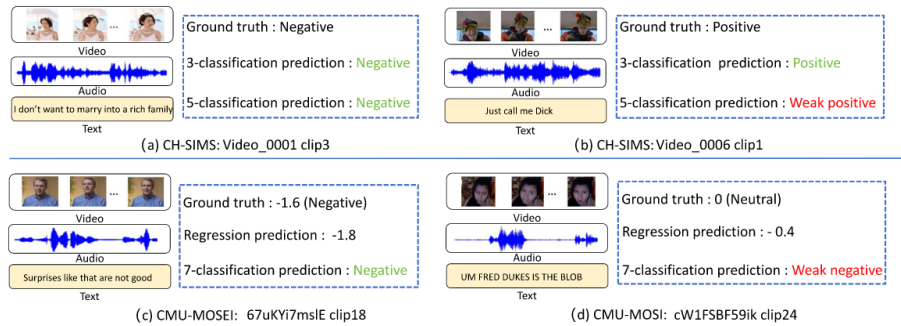 ...
Video
Audio
I don't want to marry into a rich family
Text
Ground truth : Negative
3-classification prediction : Negative
5-classification prediction : Negative
(a) CH-SIMS: Video_0001 clip3
...
Video
Audio
Just call me Dick
Text
Ground truth : Positive
3-classification prediction : Positive
5-classification prediction : Weak positive
(b) CH-SIMS: Video_0006 clip1
...
Video
Audio
Surprises like that are not good
Text
Ground truth : -1.6 (Negative)
Regression prediction : -1.8
7-classification prediction : Negative
(c) CMU-MOSEI: 67uKYi7mslE clip18
...
Video
Audio
UM FRED DUKES IS THE BLOB
Text
Ground truth : 0 (Neutral)
Regression prediction : - 0.4
7-classification prediction : Weak negative
(d) CMU-MOSI: cW1FSBF59ik clip24